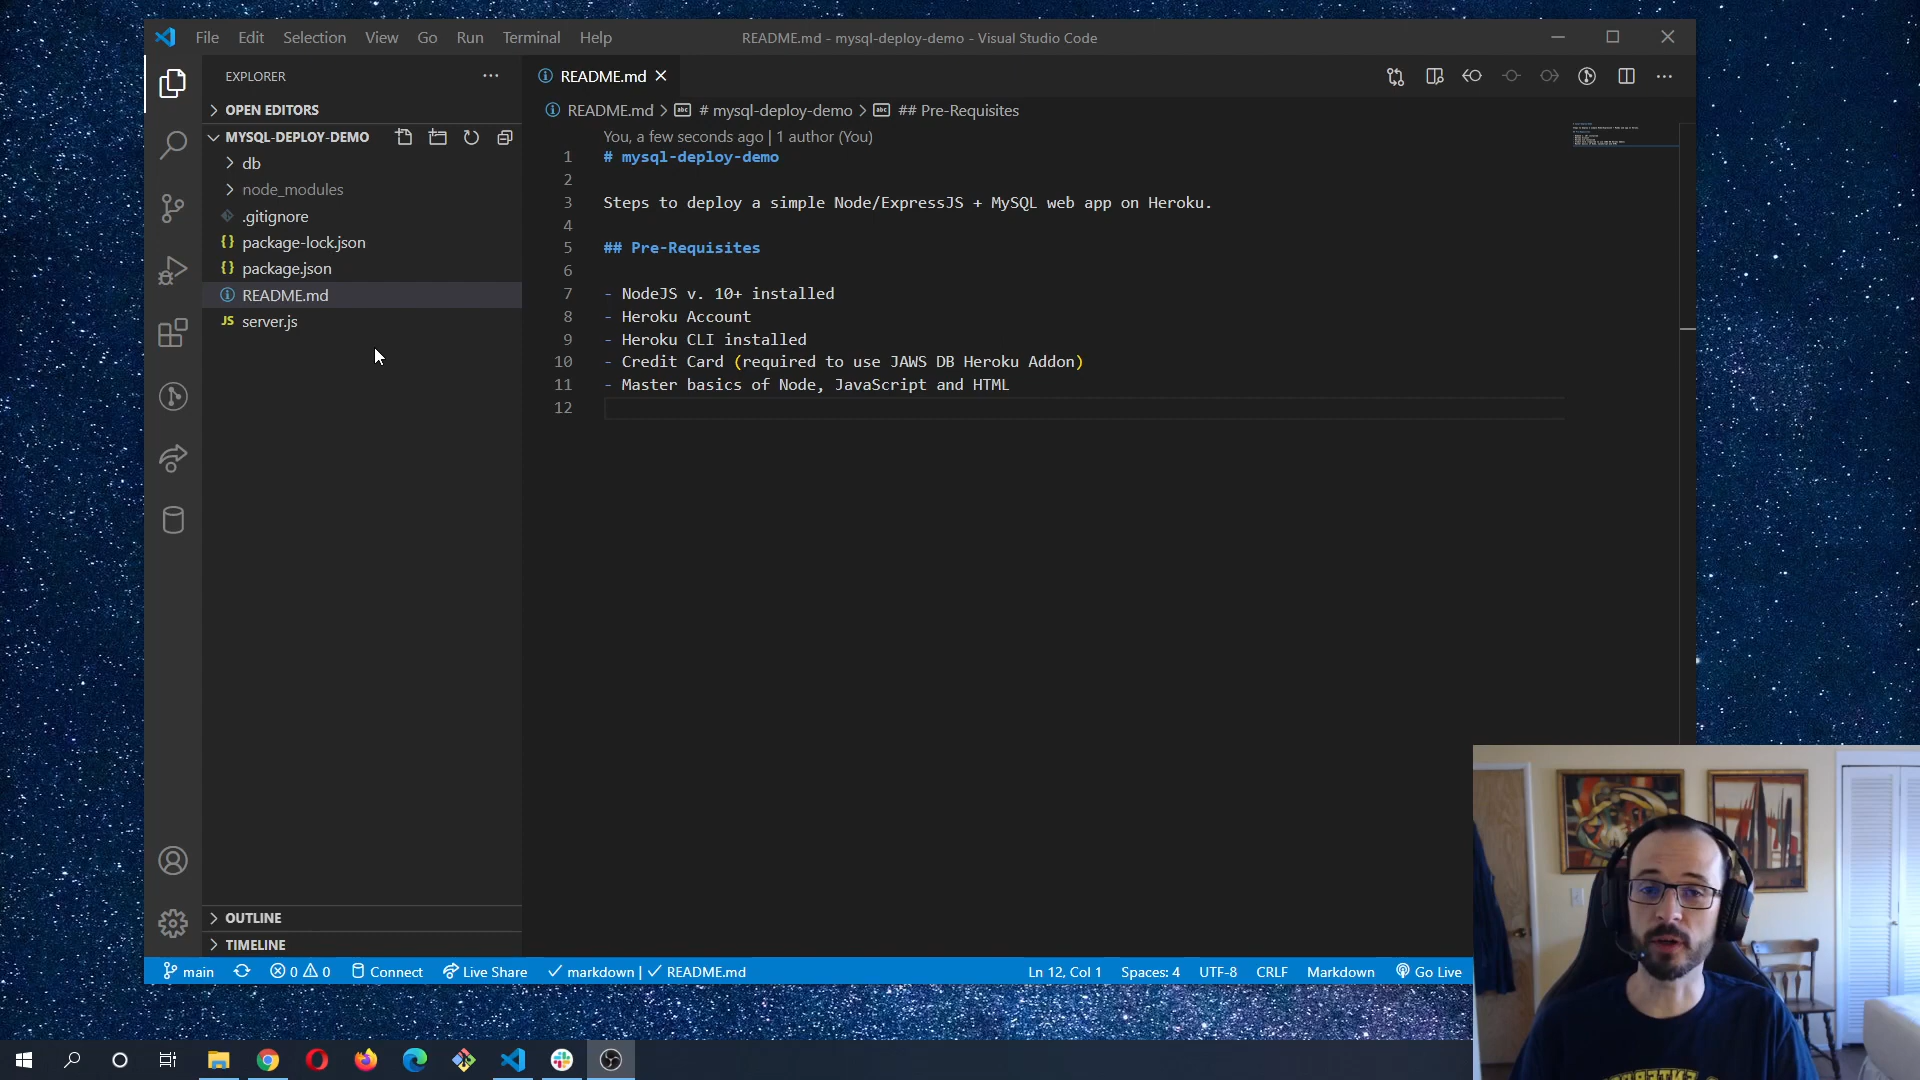 File Edit Selection View Go Run Terminal Help
README.md - mysql-deploy-demo - Visual Studio Code
EXPLORER
OPEN EDITORS
MYSQL-DEPLOY-DEMO
db
node_modules
.gitignore
package-lock.json
package.json
README.md
JS server.js
OUTLINE
TIMELINE
README.md
README.md > # mysql-deploy-demo > ## Pre-Requisites
You, a few seconds ago | 1 author (You)
1 # mysql-deploy-demo
2
3 Steps to deploy a simple Node/ExpressJS + MySQL web app on Heroku.
4
5 ## Pre-Requisites
6
7 - NodeJS v. 10+ installed
8 - Heroku Account
9 - Heroku CLI installed
10 - Credit Card (required to use JAWS DB Heroku Addon)
11 - Master basics of Node, JavaScript and HTML
12
main 0 0 Connect Live Share markdown | README.md
Ln 12, Col 1 Spaces: 4 UTF-8 CRLF Markdown Go Live